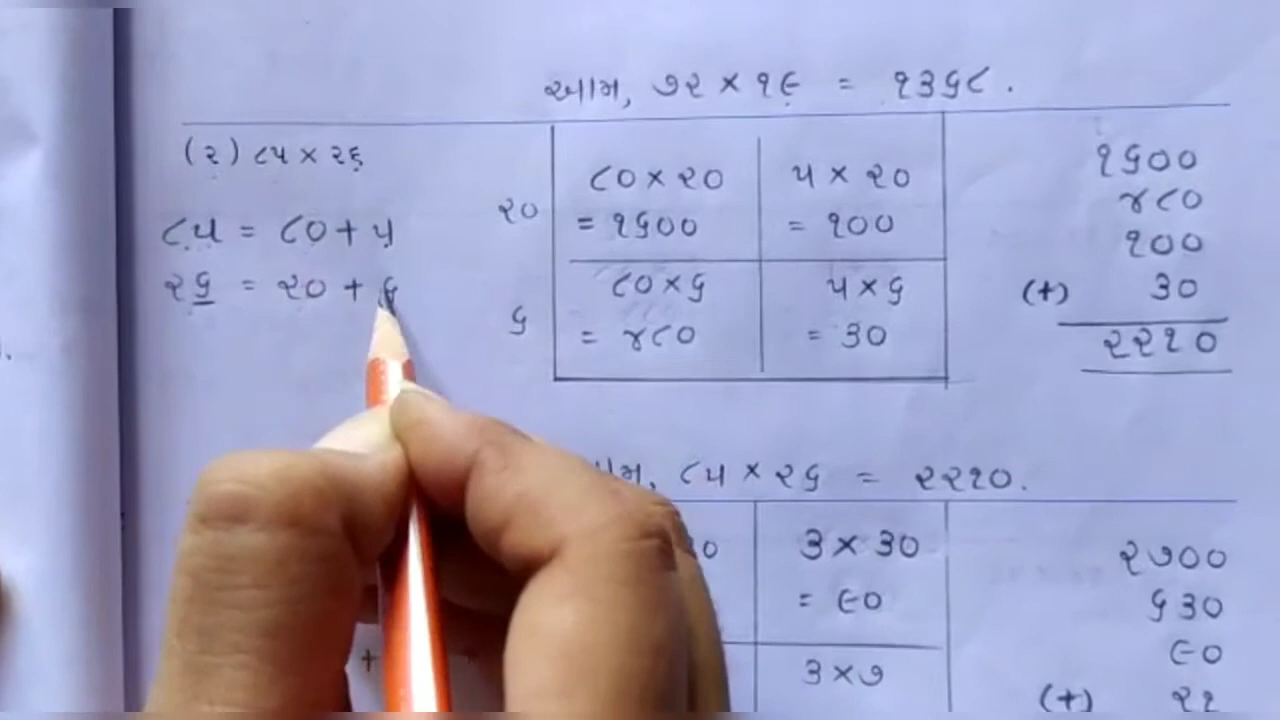 આમ, ૭૨ × ૧૯ = ૧૩૬૮.
(૨) ૮૫ × ૨૬
૮૫ = ૮૦ + ૫
૨૬ = ૨૦ + ૬
૨૦
૮૦ × ૨૦
= ૧૬૦૦
૫ × ૨૦
= ૧૦૦
૬
૮૦ × ૬
= ૪૮૦
૫ × ૬
= ૩૦
૧૬૦૦
૪૮૦
૧૦૦
(+) ૩૦
૨૨૧૦
આમ, ૮૫ × ૨૬ = ૨૨૧૦.
૩ × ૩૦
= ૯૦
૩ × ૭
૨૭૦૦
૬૩૦
૯૦
(+) ૨૧